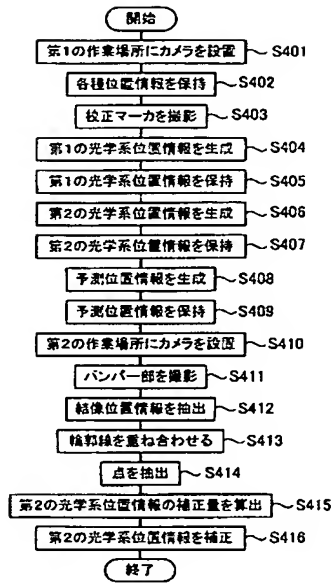 開始
第1の作業場所にカメラを設置 S401
各種位置情報を保持 S402
校正マーカを撮影 S403
第1の光学系位置情報を生成 S404
第1の光学系位置情報を保持 S405
第2の光学系位置情報を生成 S406
第2の光学系位置情報を保持 S407
予測位置情報を生成 S408
予測位置情報を保持 S409
第2の作業場所にカメラを設置 S410
バンパー部を撮影 S411
結像位置情報を抽出 S412
輪郭線を重ね合わせる S413
点を抽出 S414
第2の光学系位置情報の補正量を算出 S415
第2の光学系位置情報を補正 S416
終了